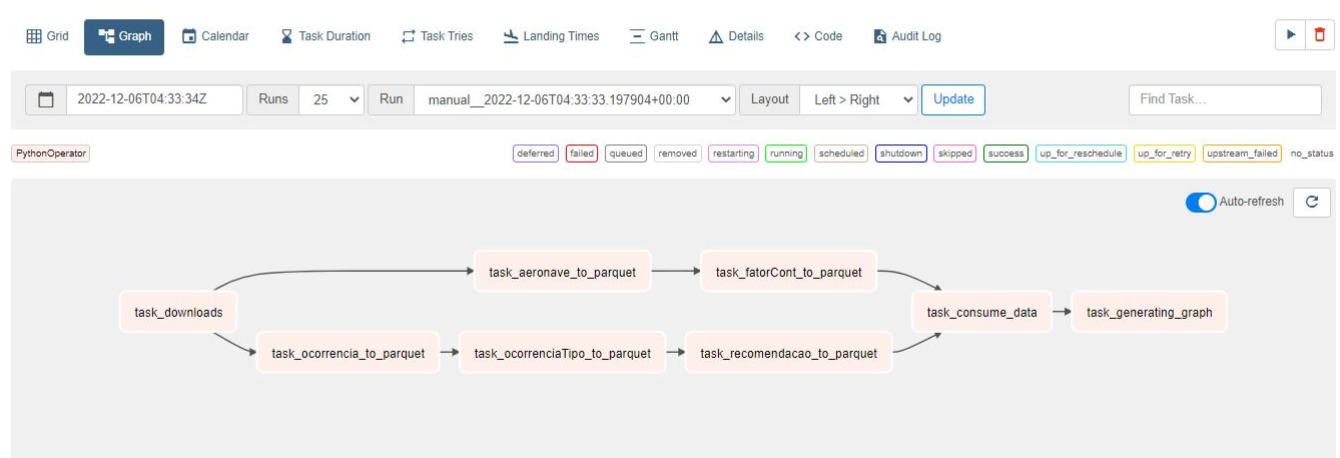 Grid Graph Calendar Task Duration Task Tries Landing Times Gantt Details <> Code Audit Log
2022-12-06T04:33:34Z Runs 25 Run manual__2022-12-06T04:33:33.197904+00:00 Layout Left > Right Update Find Task...
PythonOperator deferred failed queued removed restarting running scheduled shutdown skipped success up_for_reschedule up_for_retry upstream_failed no_status
Auto-refresh
task_aeronave_to_parquet task_fatorCont_to_parquet
task_downloads task_consume_data task_generating_graph
task_ocorrencia_to_parquet task_ocorrenciaTipo_to_parquet task_recomendacao_to_parquet